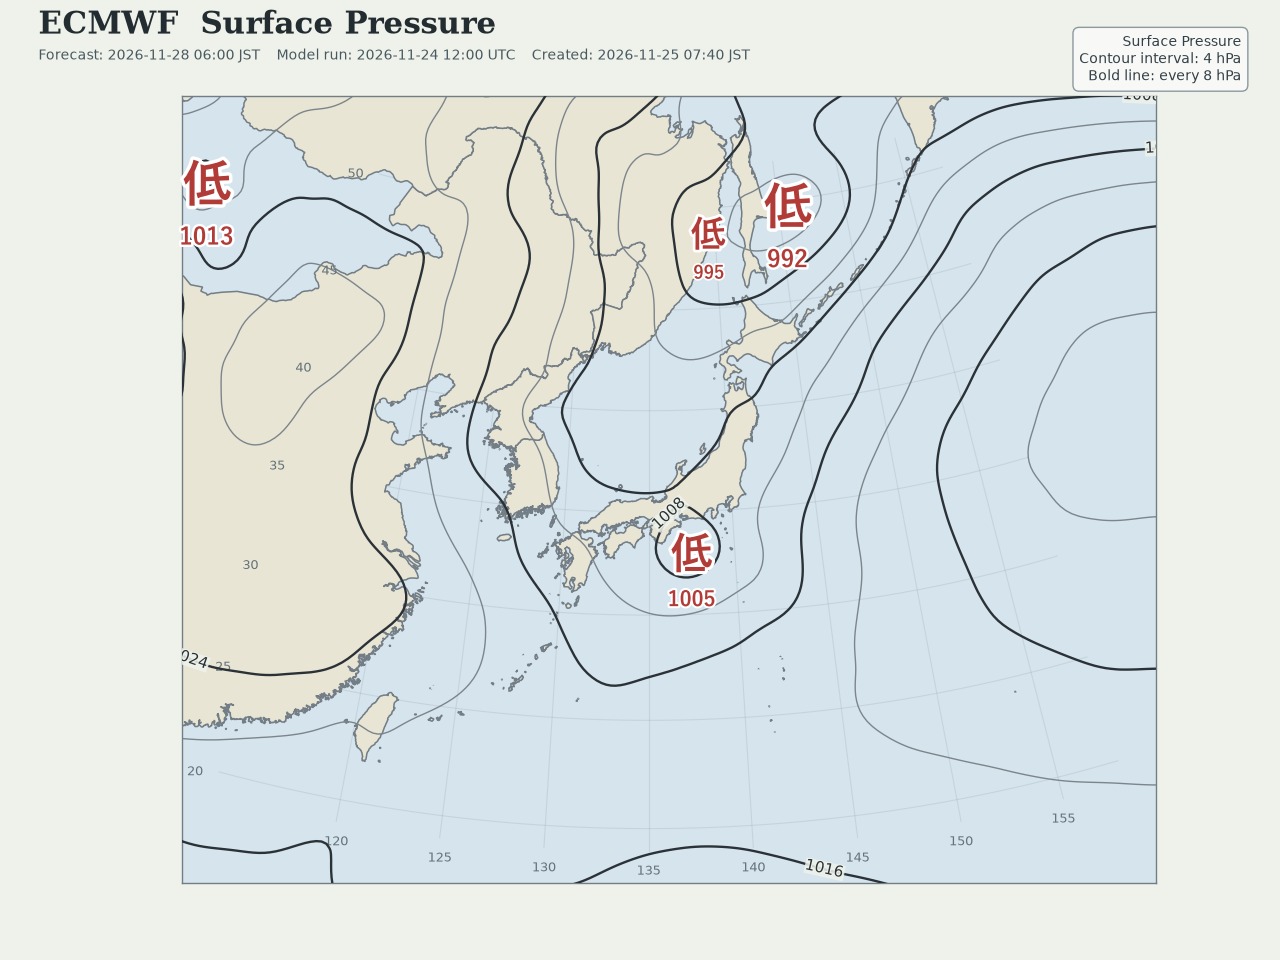 ECMWF  Surface Pressure
Forecast: 2026-11-28 06:00 JST    Model run: 2026-11-24 12:00 UTC    Created: 2026-11-25 07:40 JST
Surface Pressure
Contour interval: 4 hPa
Bold line: every 8 hPa
50
低
1013
低
992
低
995
45
40
35
1008
低
1005
30
024
25
20
120
125
130
135
140
145
150
155
1016